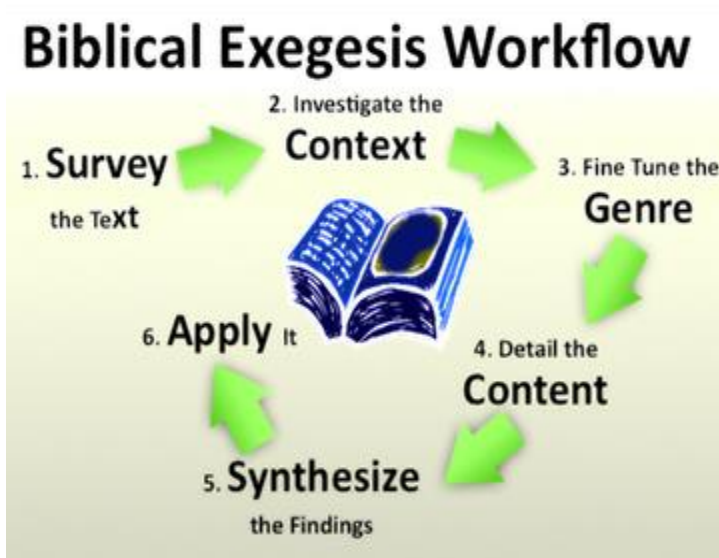 Biblical Exegesis Workflow
1. Survey
the Text
2. Investigate the
Context
3. Fine Tune the
Genre
4. Detail the
Content
5. Synthesize
the Findings
6. Apply It